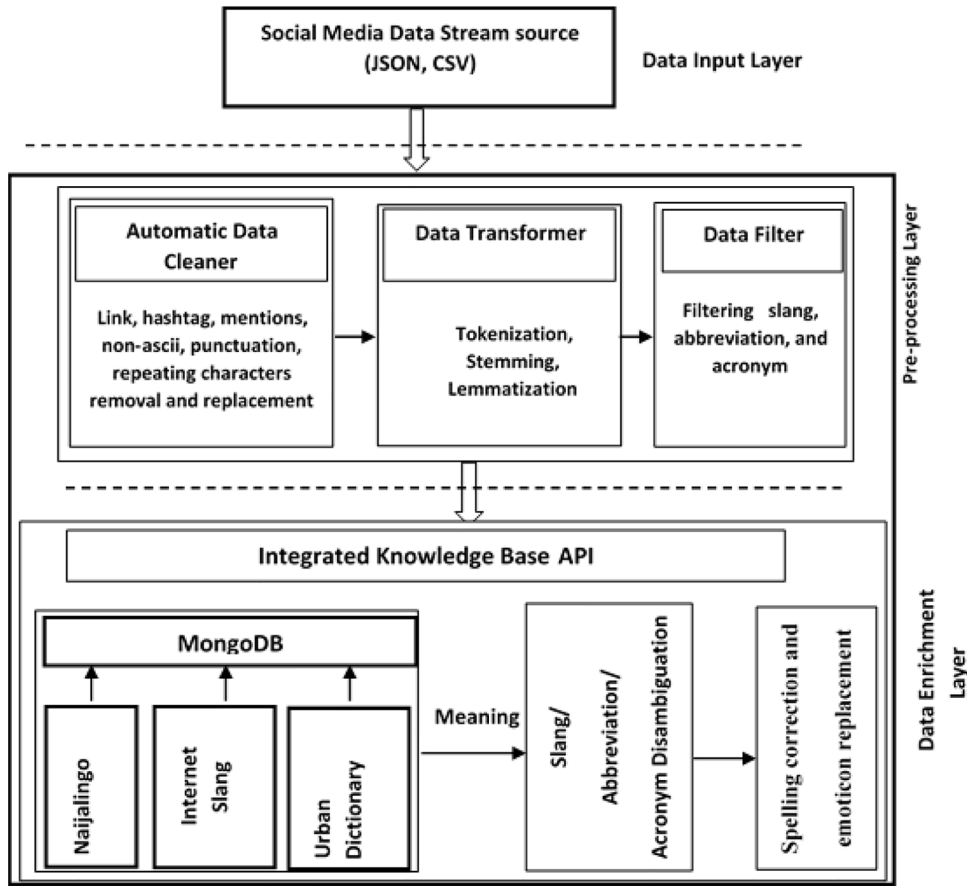 Social Media Data Stream source
(JSON, CSV)
Data Input Layer
Automatic Data
Cleaner
Link, hashtag, mentions,
non-ascii, punctuation,
repeating characters
removal and replacement
Data Transformer
Tokenization,
Stemming,
Lemmatization
Data Filter
Filtering slang,
abbreviation, and
acronym
Pre-processing Layer
Integrated Knowledge Base API
MongoDB
Naijalingo
Internet
Slang
Urban
Dictionary
Meaning
Slang/
Abbreviation/
Acronym Disambiguation
Spelling correction and
emoticon replacement
Data Enrichment
Layer